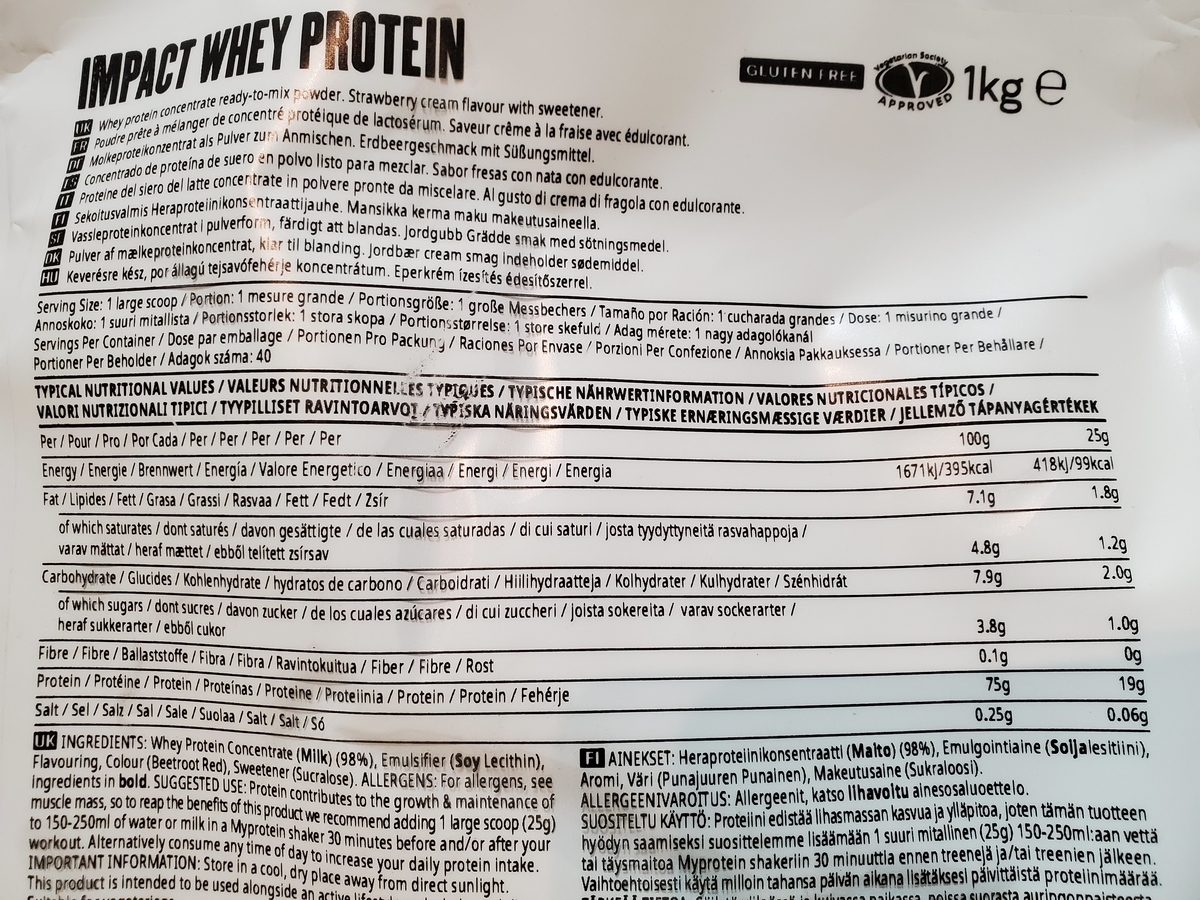 IMPACT WHEY PROTEIN
GLUTEN FREE
Vegetarian Society
APPROVED
1kg e
UK Whey protein concentrate ready-to-mix powder. Strawberry cream flavour with sweetener.
FR Poudre prête à mélanger de concentré protéique de lactosérum. Saveur crême à la fraise avec édulcorant.
DE Molkeproteikonzentrat als Pulver zum Anmischen. Erdbeergeschmack mit Süßungsmittel.
ES Concentrado de proteína de suero en polvo listo para mezclar. Sabor fresas con nata con edulcorante.
IT Proteine del siero del latte concentrate in polvere pronte da miscelare. Al gusto di crema di fragola con edulcorante.
FI Sekoitusvalmis Heraproteiinikonsentraattijauhe. Mansikka kerma maku makeutusaineella.
Vassleproteinkoncentrat i pulverform, färdigt att blandas. Jordgubb Grädde smak med sötningsmedel.
DK Pulver af mælkeproteinkoncentrat, klar til blanding. Jordbær cream smag indeholder sødemiddel.
HU Keverésre kész, por állagú tejsavófehérje koncentrátum. Eperkrém ízesítés édesítőszerrel.
Serving Size: 1 large scoop / Portion: 1 mesure grande / Portionsgröße: 1 große Messbechers / Tamaño por Ración: 1 cucharada grandes / Dose: 1 misurino grande /
Annoskoko: 1 suuri mitallista / Portionsstorlek: 1 stora skopa / Portionsstørrelse: 1 store skefuld / Adag mérete: 1 nagy adagolókanál
Servings Per Container / Dose par emballage / Portionen Pro Packung / Raciones Por Envase / Porzioni Per Confezione / Annoksia Pakkauksessa / Portioner Per Behållare /
Portioner Per Beholder / Adagok száma: 40
TYPICAL NUTRITIONAL VALUES / VALEURS NUTRITIONNELLES TYPIQUES / TYPISCHE NÄHRWERTINFORMATION / VALORES NUTRICIONALES TÍPICOS /
VALORI NUTRIZIONALI TIPICI / TYYPILLISET RAVINTOARVOT / TYPISKA NÄRINGSVÄRDEN / TYPISKE ERNÆRINGSMÆSSIGE VÆRDIER / JELLEMZŐ TÁPANYAGÉRTÉKEK
Per / Pour / Pro / Por Cada / Per / Per / Per / Per / Per 100g 25g
Energy / Energie / Brennwert / Energía / Valore Energetico / Energiaa / Energi / Energi / Energia 1671kJ/395kcal 418kJ/99kcal
Fat / Lipides / Fett / Grasa / Grassi / Rasvaa / Fett / Fedt / Zsír 7.1g 1.8g
of which saturates / dont saturés / davon gesättigte / de las cuales saturadas / di cui saturi / josta tyydyttyneitä rasvahappoja /
varav mättat / heraf mættet / ebből telített zsírsav 4.8g 1.2g
Carbohydrate / Glucides / Kohlenhydrate / hydratos de carbono / Carboidrati / Hiilihydraatteja / Kolhydrater / Kulhydrater / Szénhidrát 7.9g 2.0g
of which sugars / dont sucres / davon zucker / de los cuales azúcares / di cui zuccheri / joista sokereita / varav sockerarter /
heraf sukkerarter / ebből cukor 3.8g 1.0g
Fibre / Fibre / Ballaststoffe / Fibra / Fibra / Ravintokuitua / Fiber / Fibre / Rost 0.1g 0g
Protein / Protéine / Protein / Proteínas / Proteine / Proteiinia / Protein / Protein / Fehérje 75g 19g
Salt / Sel / Salz / Sal / Sale / Suolaa / Salt / Salt / Só 0.25g 0.06g
UK INGREDIENTS: Whey Protein Concentrate (Milk) (98%), Emulsifier (Soy Lecithin),
Flavouring, Colour (Beetroot Red), Sweetener (Sucralose). ALLERGENS: For allergens, see
ingredients in bold. SUGGESTED USE: Protein contributes to the growth & maintenance of
muscle mass, so to reap the benefits of this product we recommend adding 1 large scoop (25g)
to 150-250ml of water or milk in a Myprotein shaker 30 minutes before and/or after your
workout. Alternatively consume any time of day to increase your daily protein intake.
IMPORTANT INFORMATION: Store in a cool, dry place away from direct sunlight.
This product is intended to be used alongside an active
FI AINEKSET: Heraproteiinikonsentraatti (Maito) (98%), Emulgointiaine (Soijalesitiini),
Aromi, Väri (Punajuuren Punainen), Makeutusaine (Sukraloosi).
ALLERGEENIVAROITUS: Allergeenit, katso lihavoitu ainesosaluoettelo.
SUOSITELTU KÄYTTÖ: Proteiini edistää lihasmassan kasvua ja ylläpitoa, joten tämän tuotteen
hyödyn saamiseksi suosittelemme lisäämään 1 suuri mitallinen (25g) 150-250ml:aan vettä
tai täysmaitoa Myprotein shakeriin 30 minuuttia ennen treenejä ja/tai treenien jälkeen.
Vaihtoehtoisesti käytä milloin tahansa päivän aikana lisätäksesi päivittäistä proteiinimäärää.